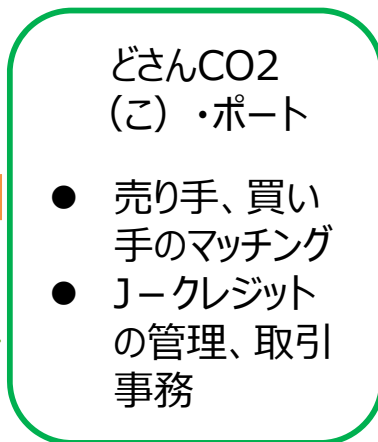 どさんCO2
（こ）・ポート
● 売り手、買い
手のマッチング
● J－クレジット
の管理、取引
事務